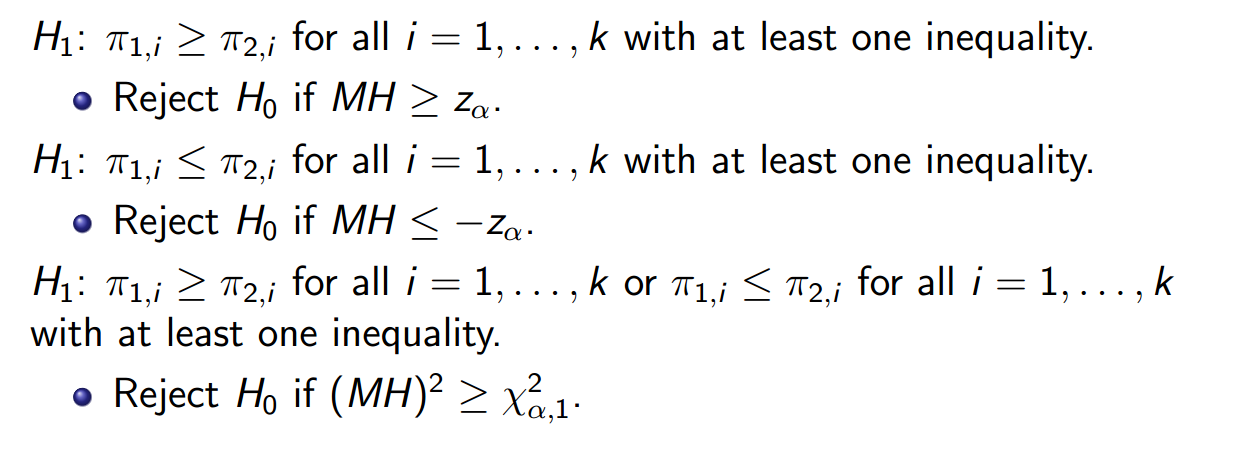 H₁: π₁,ᵢ ≥ π₂,ᵢ for all i = 1, . . . , k with at least one inequality.
• Reject H₀ if MH ≥ z_α.
H₁: π₁,ᵢ ≤ π₂,ᵢ for all i = 1, . . . , k with at least one inequality.
• Reject H₀ if MH ≤ −z_α.
H₁: π₁,ᵢ ≥ π₂,ᵢ for all i = 1, . . . , k or π₁,ᵢ ≤ π₂,ᵢ for all i = 1, . . . , k
with at least one inequality.
• Reject H₀ if (MH)² ≥ χ²_α,₁.